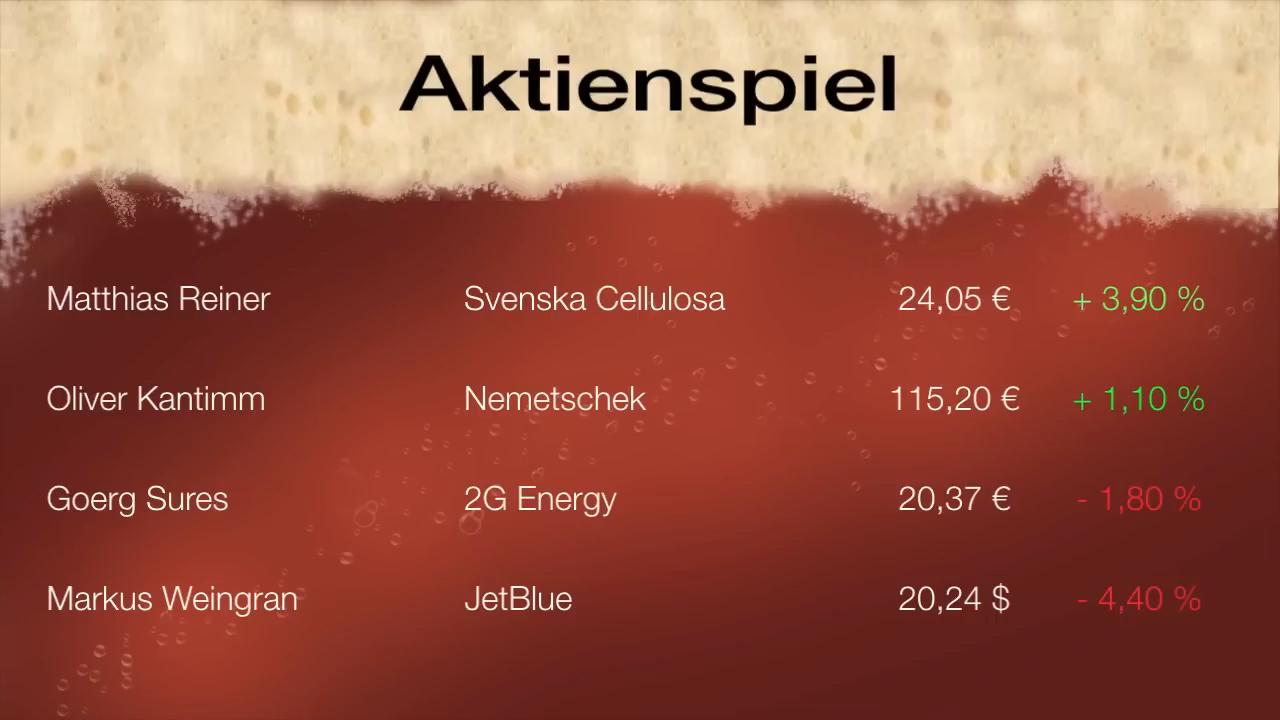 Aktienspiel
Matthias Reiner Svenska Cellulosa 24,05 € + 3,90 %
Oliver Kantimm Nemetschek 115,20 € + 1,10 %
Goerg Sures 2G Energy 20,37 € - 1,80 %
Markus Weingran JetBlue 20,24 $ - 4,40 %